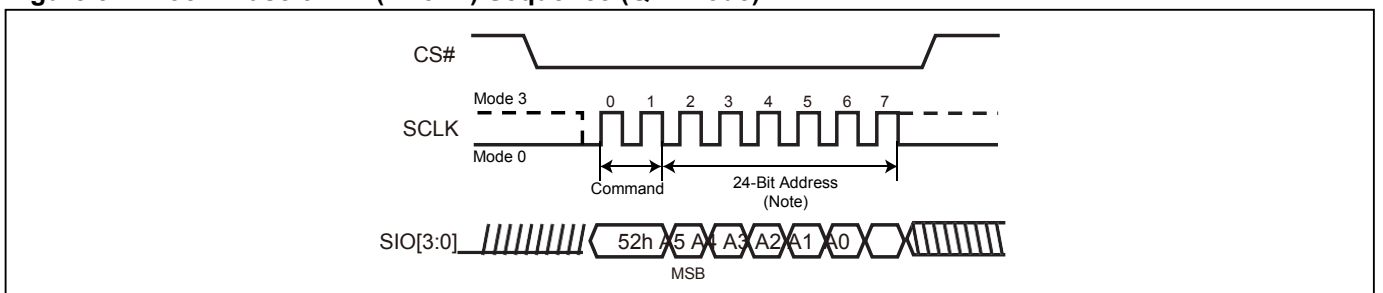 CS#
Mode 3
0 1 2 3 4 5 6 7
SCLK
Mode 0
Command
24-Bit Address
(Note)
SIO[3:0]
52h A5 A4 A3 A2 A1 A0
MSB